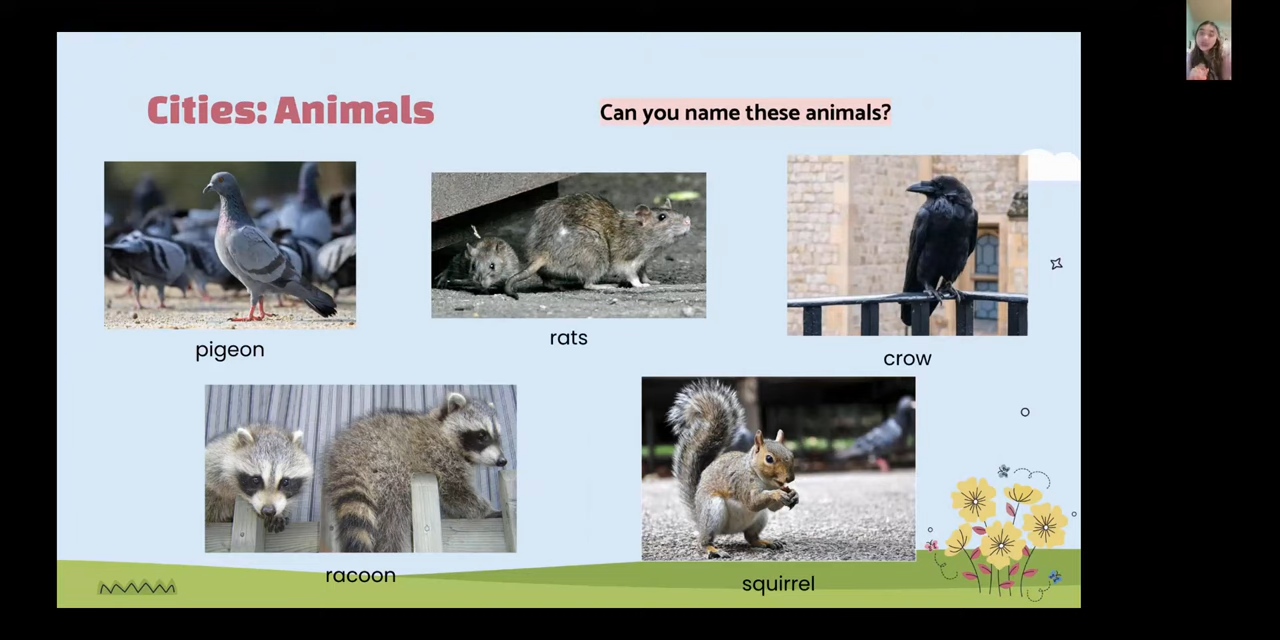 Cities: Animals
Can you name these animals?
pigeon
rats
crow
racoon
squirrel